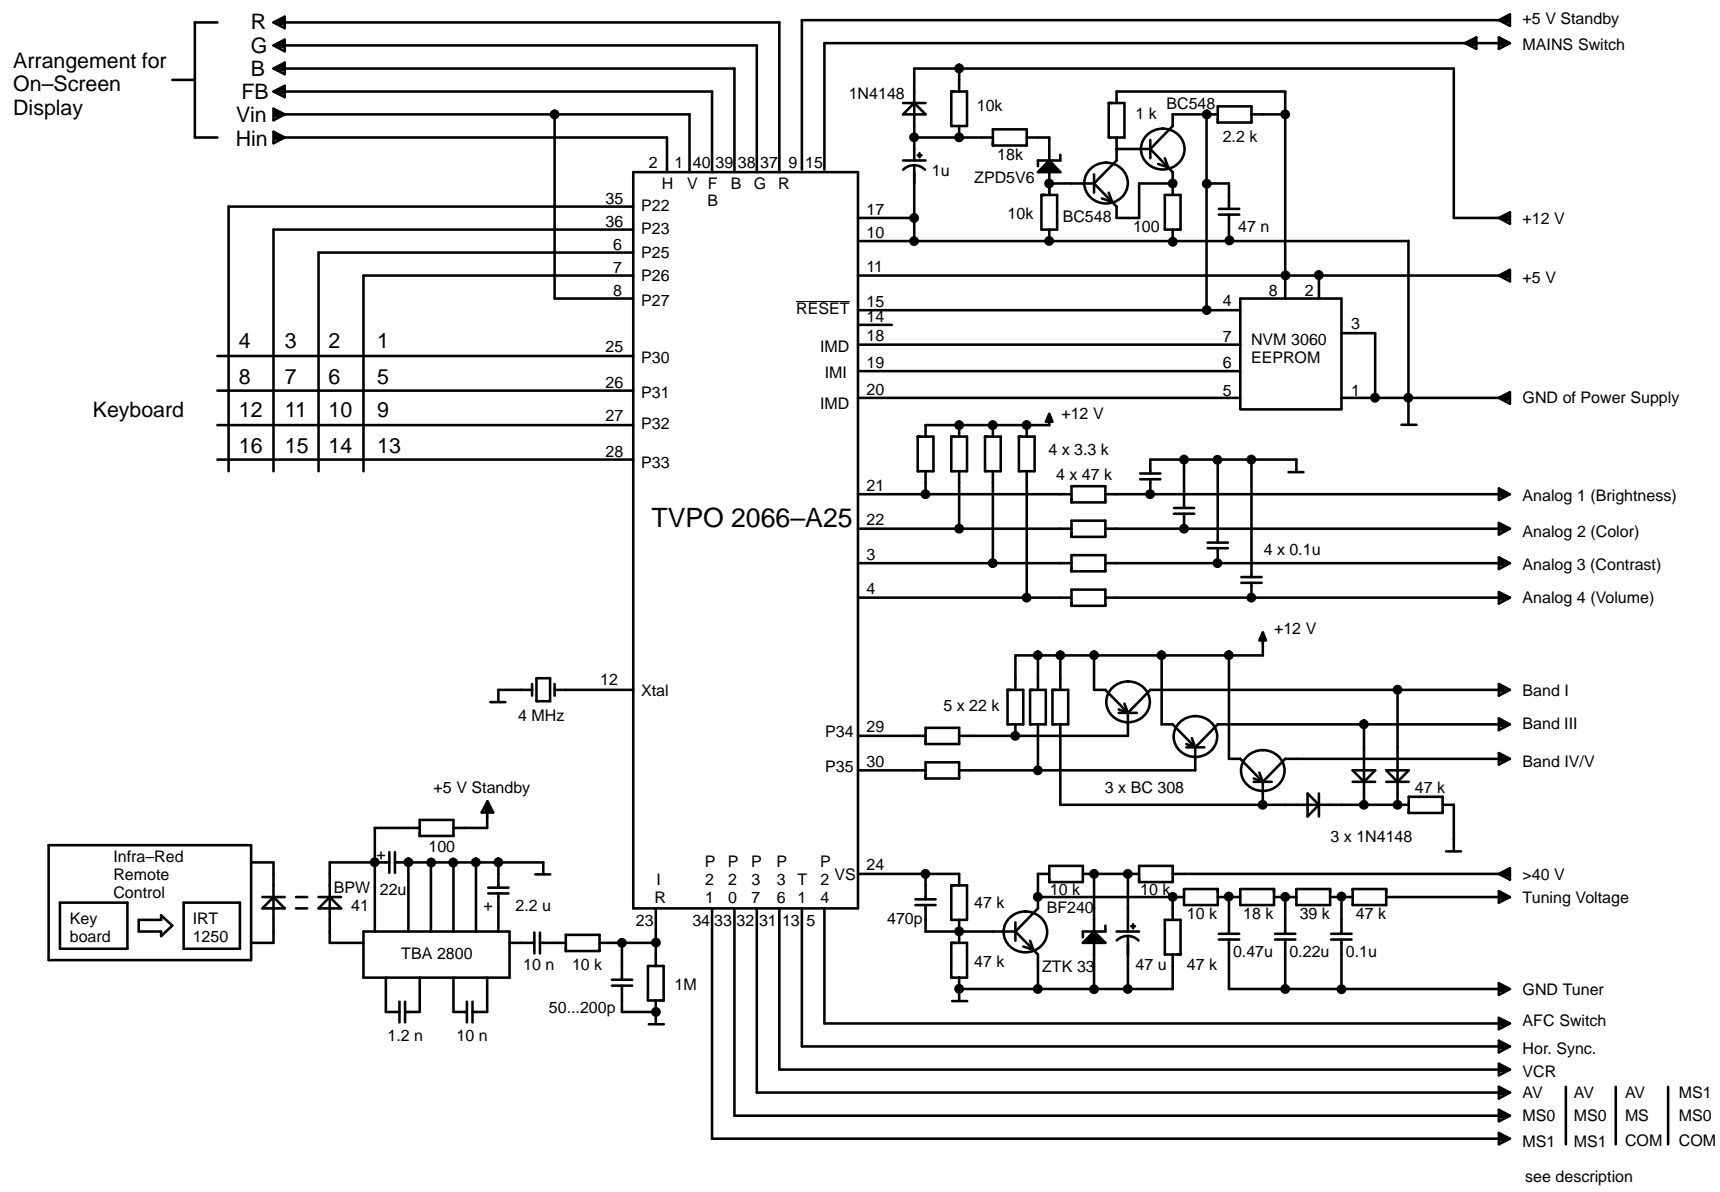 R
G
B
FB
Vin
Hin
Arrangement for
On–Screen
Display
+5 V Standby
MAINS Switch
1N4148
10k
18k
1u
ZPD5V6
10k
BC548
1 k
BC548
2.2 k
100
47 n
+12 V
+5 V
2 1 40 39 38 37 9 15
H V F B G R
B
35 P22
36 P23
6 P25
7 P26
8 P27
17
10
11
RESET 15 4
14
IMD 18 7
IMI 19 6
IMD 20 5
8 2
3
1
NVM 3060
EEPROM
GND of Power Supply
Keyboard
4 3 2 1 25 P30
8 7 6 5 26 P31
12 11 10 9 27 P32
16 15 14 13 28 P33
TVPO 2066–A25
+12 V
4 x 3.3 k
4 x 47 k
4 x 0.1u
21 Analog 1 (Brightness)
22 Analog 2 (Color)
3 Analog 3 (Contrast)
4 Analog 4 (Volume)
12 Xtal
4 MHz
+12 V
5 x 22 k
P34 29
P35 30
3 x BC 308
Band I
Band III
Band IV/V
47 k
3 x 1N4148
+5 V Standby
100
Infra–Red
Remote
Control
Key
board
IRT
1250
BPW
41
22u
2.2 u
TBA 2800
1.2 n
10 n
10 n
10 k
50...200p
1M
I
R
23
P P P P T P
2 2 3 3 1 2
1 0 7 6 4
34 33 32 31 13 5
VS 24
470p
47 k
47 k
10 k
BF240
ZTK 33
10 k
47 u
47 k
10 k
18 k
39 k
47 k
0.47u
0.22u
0.1u
>40 V
Tuning Voltage
GND Tuner
AFC Switch
Hor. Sync.
VCR
AV AV AV MS1
MS0 MS0 MS MS0
MS1 MS1 COM COM
see description